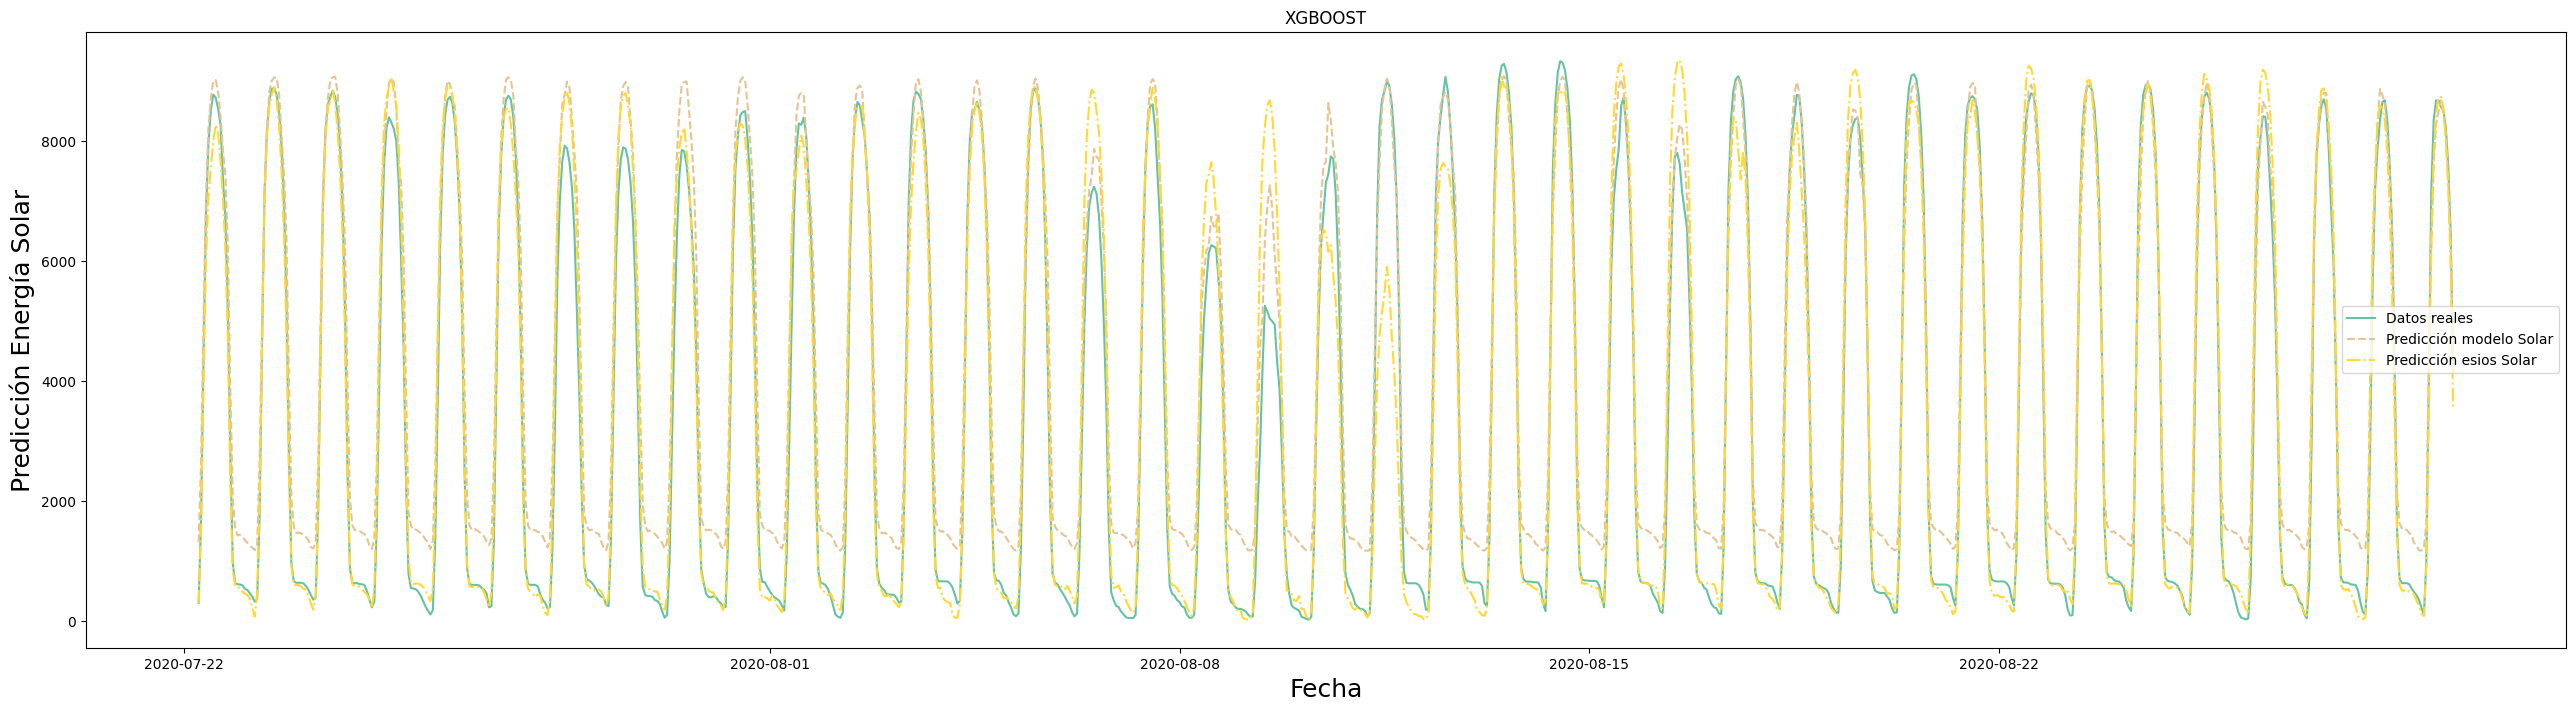 XGBOOST
Predicción Energía Solar
8000
6000
4000
2000
0
Datos reales
Predicción modelo Solar
Predicción esios Solar
2020-07-22
2020-08-01
2020-08-08
2020-08-15
2020-08-22
Fecha